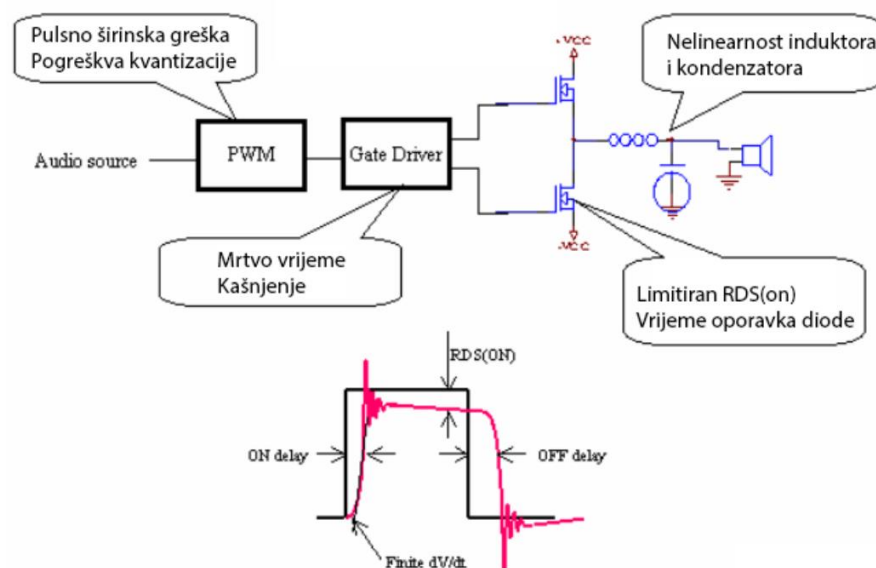 Pulsno širinska greška
Pogreškva kvantizacije
+VCC
Nelinearnost induktora
i kondenzatora
Audio source
PWM
Gate Driver
Mrtvo vrijeme
Kašnjenje
-VCC
Limitiran RDS(on)
Vrijeme oporavka diode
RDS(ON)
ON delay
OFF delay
Finite dV/dt